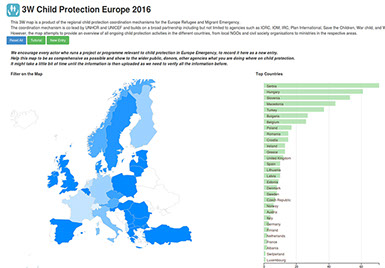 3W Child Protection Europe 2016
This 3W map is a product of the regional child protection coordination mechanisms for the Europe Refugee and Migrant Emergency.
The coordination mechanism is co-lead by UNHCR and UNICEF and builds on a broad partnership including but not limited to agencies such as ICRC, IOM, IRC, Plan International, Save the Children, War child, and
However, the map attempts to provide an overview of all ongoing child protection activities in the different countries, from local NGOs and civil society organisations to ministries in the respective areas.
We encourage every actor who runs a project or programme relevant to child protection in Europe Emergency, to record it here as a new entry.
Help this map to be as comprehensive as possible and show to the wider public, donors, other agencies what you are doing where on child protection.
It might take a little bit of time until the information is then uploaded as we need to verify all the information before.
Reset All
Tutorial
New Entry
Filter on the Map
Top Countries
Serbia
Hungary
Slovenia
Macedonia
Turkey
Bulgaria
Belgium
Poland
Romania
Croatia
Ireland
Greece
United Kingdom
Spain
Lithuania
Latvia
Estonia
Denmark
Sweden
Czech Republic
Norway
Austria
Italy
Germany
Finland
Netherlands
France
Albania
Switzerland
Luxembourg
0
20
40
60